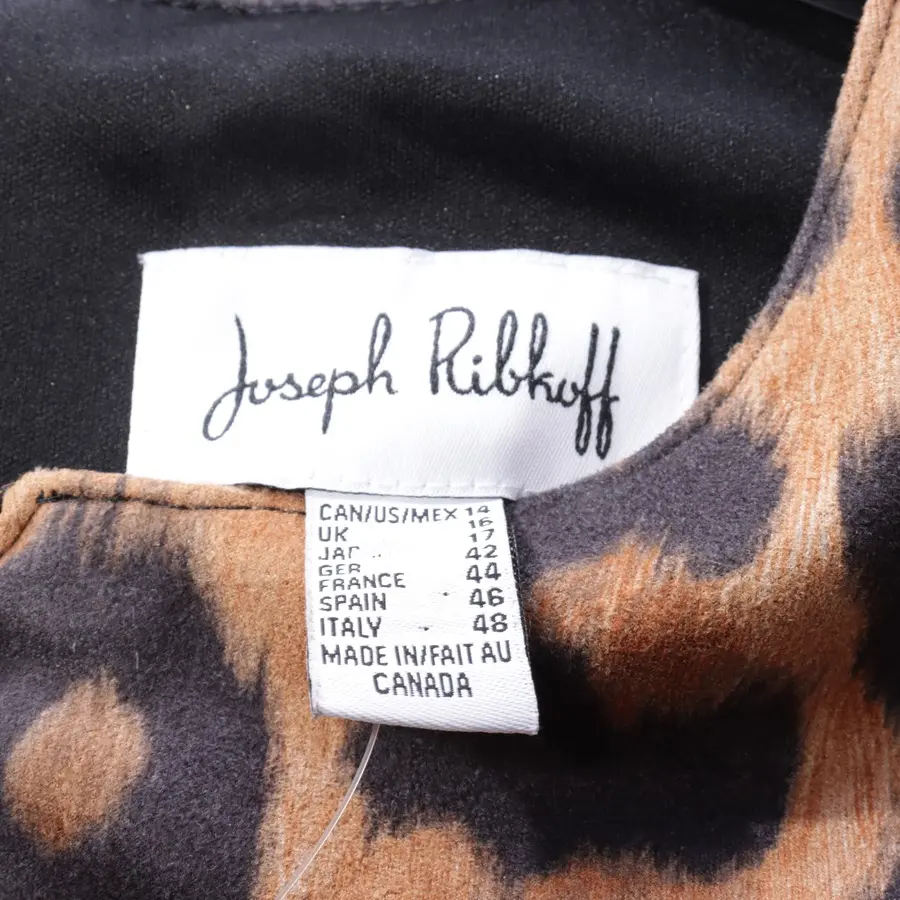 Joseph Ribkoff
CAN/US/MEX 14
UK 16
JAP 17
GER 42
FRANCE 44
SPAIN 46
ITALY 48
MADE IN/FAIT AU
CANADA